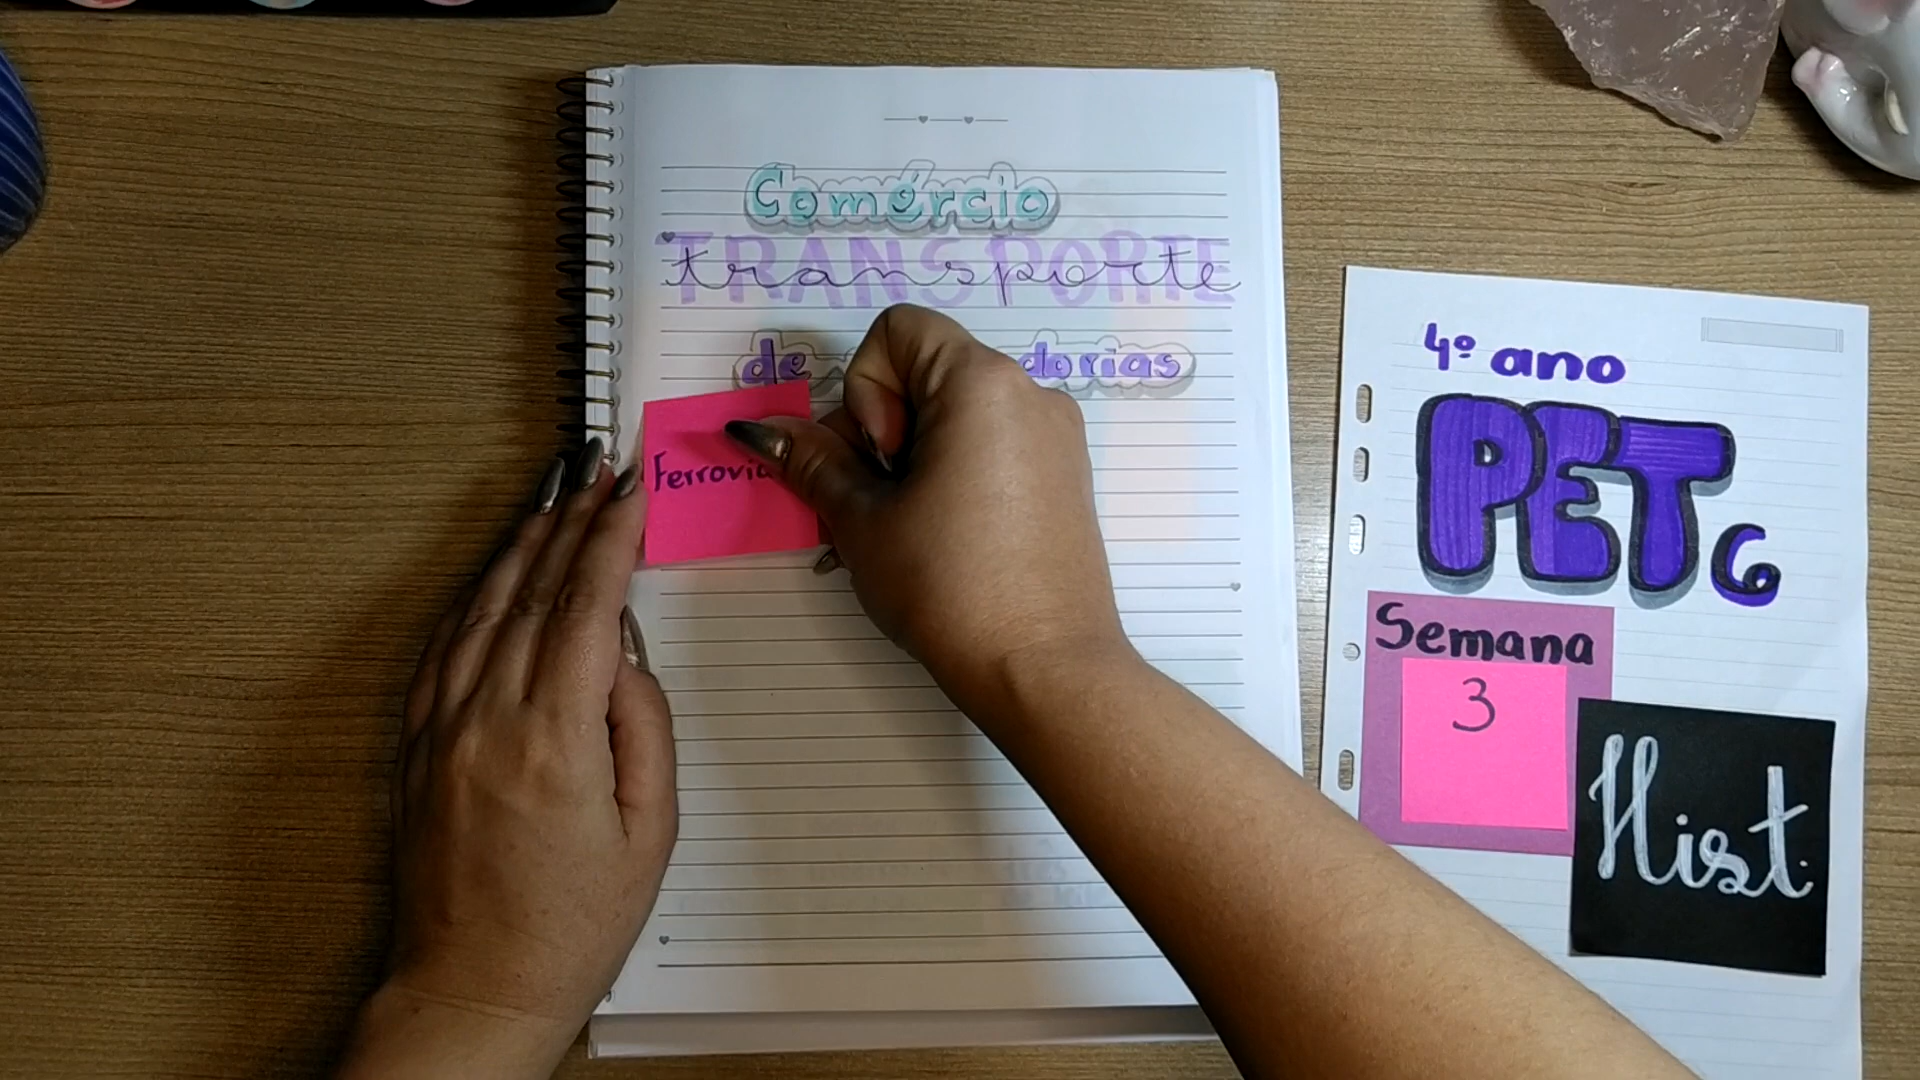 Comércio
TRANSPORTE
transporte
de dorias
Ferrovia
4º ano
PET 6
Semana
3
Hist.